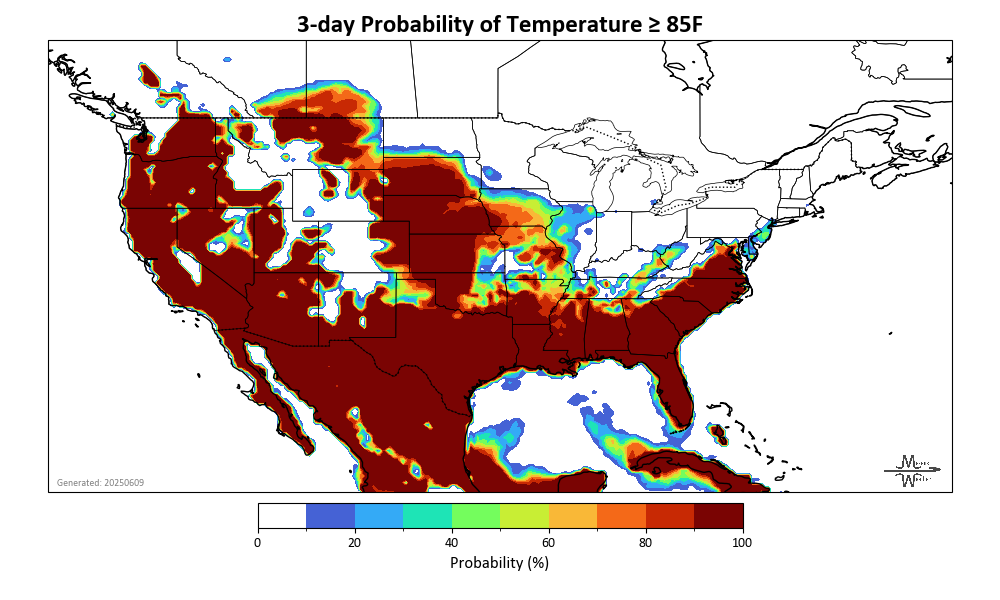 3-day Probability of Temperature ≥ 85F
Generated: 20250609
0 20 40 60 80 100
Probability (%)